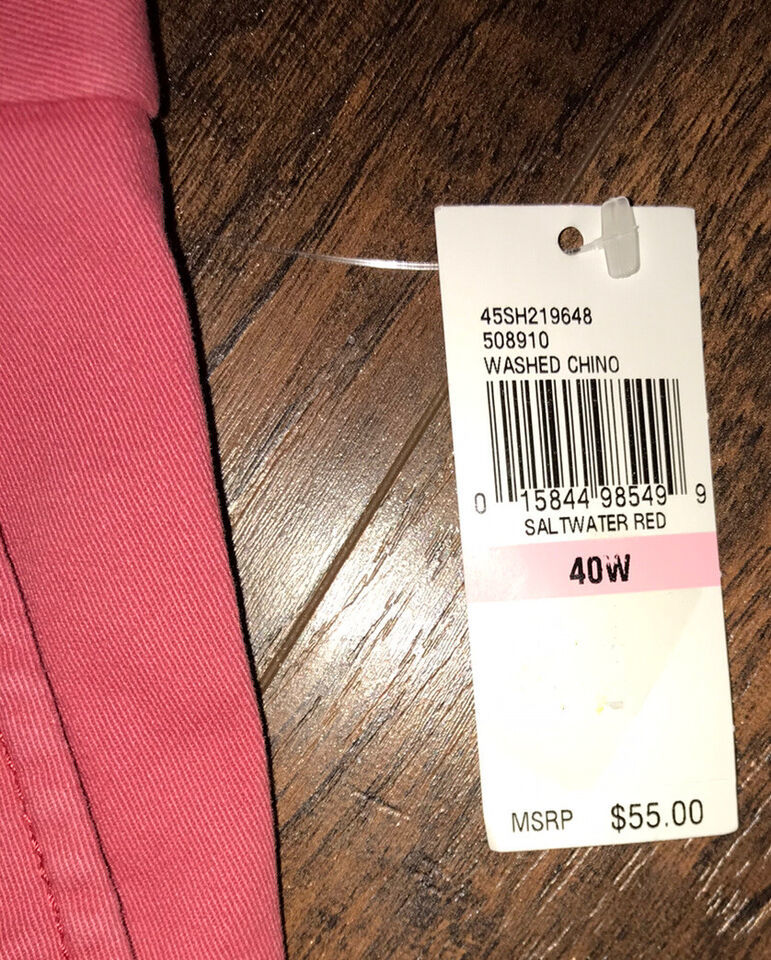 45SH219648
508910
WASHED CHINO
0 15844 98549 9
SALTWATER RED
40W
MSRP $55.00